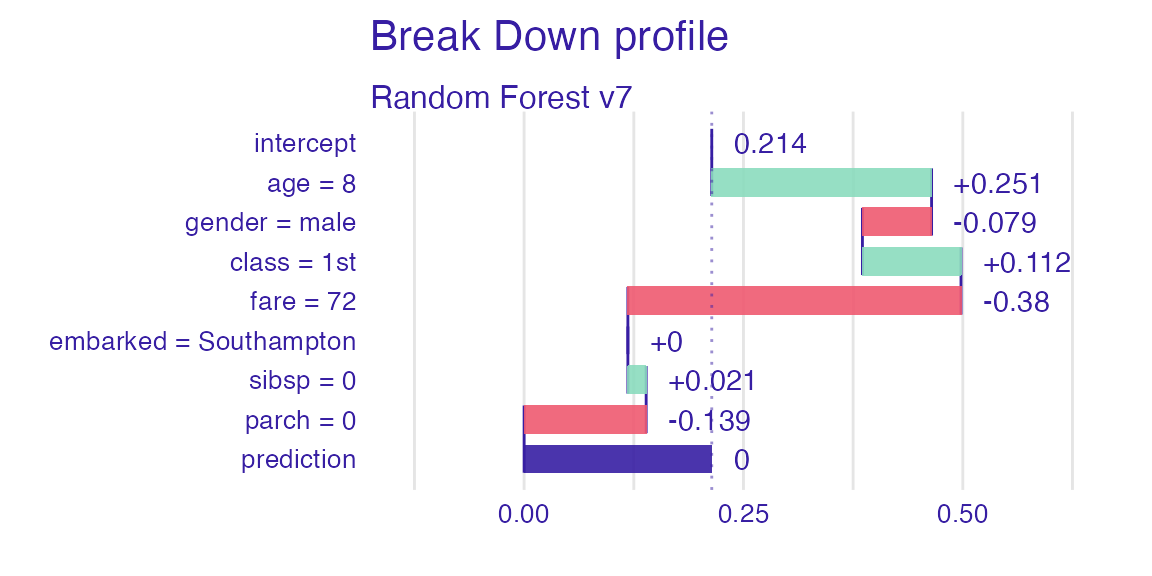 Break Down profile
Random Forest v7
intercept 0.214
age = 8 +0.251
gender = male -0.079
class = 1st +0.112
fare = 72 -0.38
embarked = Southampton +0
sibsp = 0 +0.021
parch = 0 -0.139
prediction 0
0.00 0.25 0.50